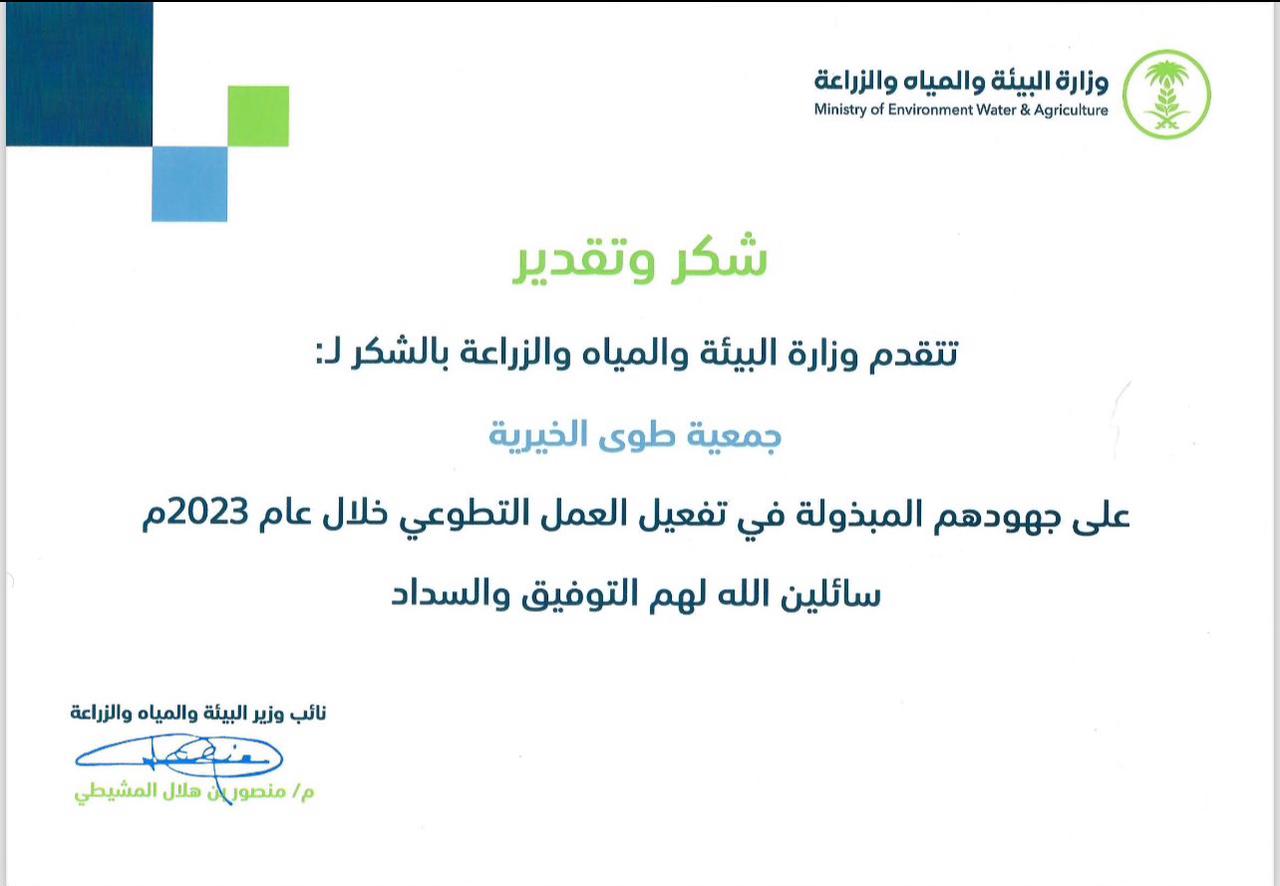 وزارة البيئة والمياه والزراعة
Ministry of Environment Water & Agriculture
شكر وتقدير
تتقدم وزارة البيئة والمياه والزراعة بالشكر لـ:
جمعية طوى الخيرية
على جهودهم المبذولة في تفعيل العمل التطوعي خلال عام 2023م
سائلين الله لهم التوفيق والسداد
نائب وزير البيئة والمياه والزراعة
م/ منصور بن هلال المشيطي